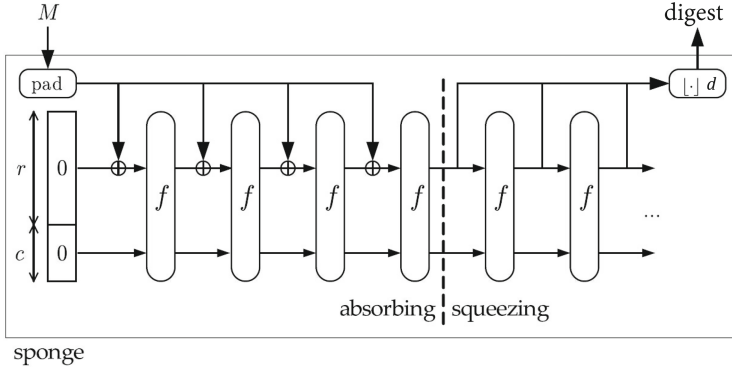 M
digest
pad
⌊·⌋ d
r
0
f f f f f f
c
0
...
absorbing squeezing
sponge